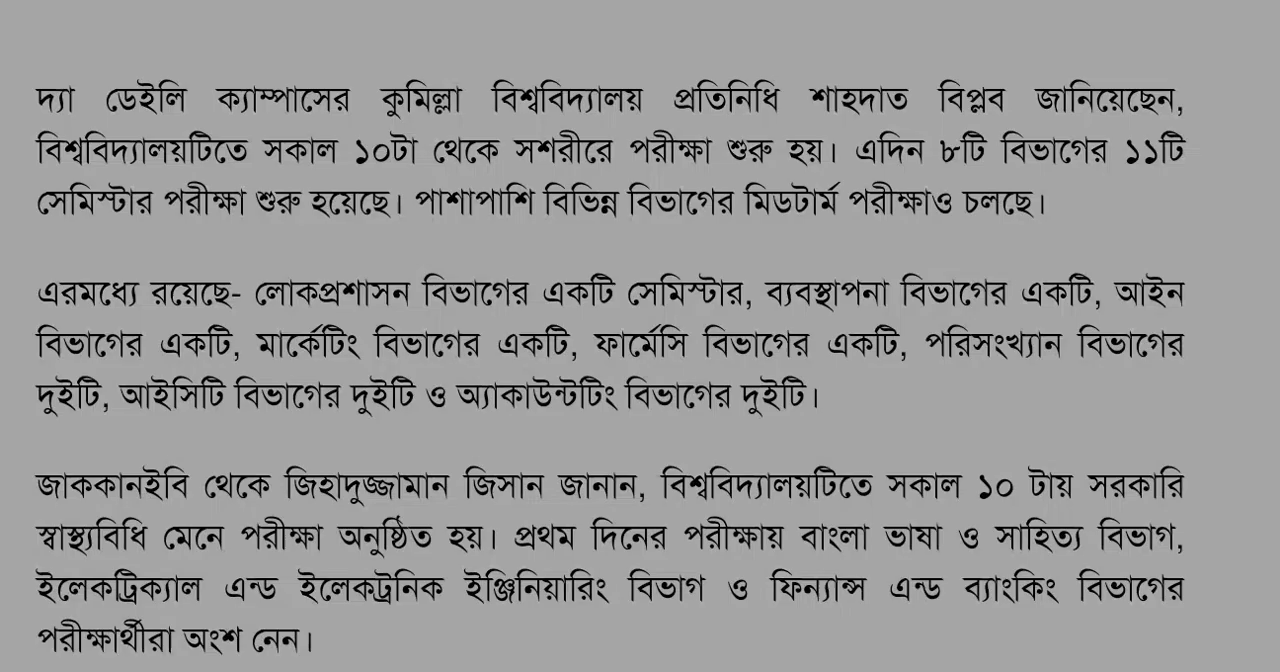 দ্যা ডেইলি ক্যাম্পাসের কুমিল্লা বিশ্ববিদ্যালয় প্রতিনিধি শাহদাত বিপ্লব জানিয়েছেন,
বিশ্ববিদ্যালয়টিতে সকাল ১০টা থেকে সশরীরে পরীক্ষা শুরু হয়। এদিন ৮টি বিভাগের ১১টি
সেমিস্টার পরীক্ষা শুরু হয়েছে। পাশাপাশি বিভিন্ন বিভাগের মিডটার্ম পরীক্ষাও চলছে।
এরমধ্যে রয়েছে- লোকপ্রশাসন বিভাগের একটি সেমিস্টার, ব্যবস্থাপনা বিভাগের একটি, আইন
বিভাগের একটি, মার্কেটিং বিভাগের একটি, ফার্মেসি বিভাগের একটি, পরিসংখ্যান বিভাগের
দুইটি, আইসিটি বিভাগের দুইটি ও অ্যাকাউন্টটিং বিভাগের দুইটি।
জাককানইবি থেকে জিহাদুজ্জামান জিসান জানান, বিশ্ববিদ্যালয়টিতে সকাল ১০ টায় সরকারি
স্বাস্থ্যবিধি মেনে পরীক্ষা অনুষ্ঠিত হয়। প্রথম দিনের পরীক্ষায় বাংলা ভাষা ও সাহিত্য বিভাগ,
ইলেকট্রিক্যাল এন্ড ইলেকট্রনিক ইঞ্জিনিয়ারিং বিভাগ ও ফিন্যান্স এন্ড ব্যাংকিং বিভাগের
পরীক্ষার্থীরা অংশ নেন।